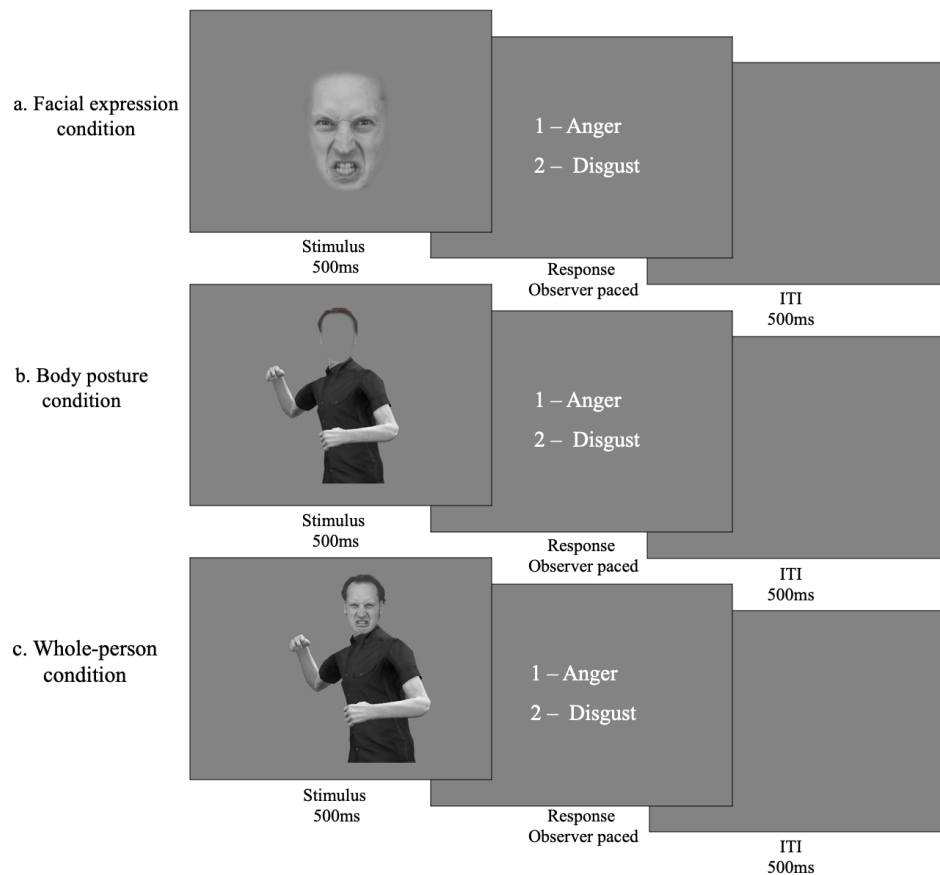 a. Facial expression
condition
1 – Anger
2 –  Disgust
Stimulus
500ms
Response
Observer paced
ITI
500ms
b. Body posture
condition
1 – Anger
2 –  Disgust
Stimulus
500ms
Response
Observer paced
ITI
500ms
c. Whole-person
condition
1 – Anger
2 –  Disgust
Stimulus
500ms
Response
Observer paced
ITI
500ms